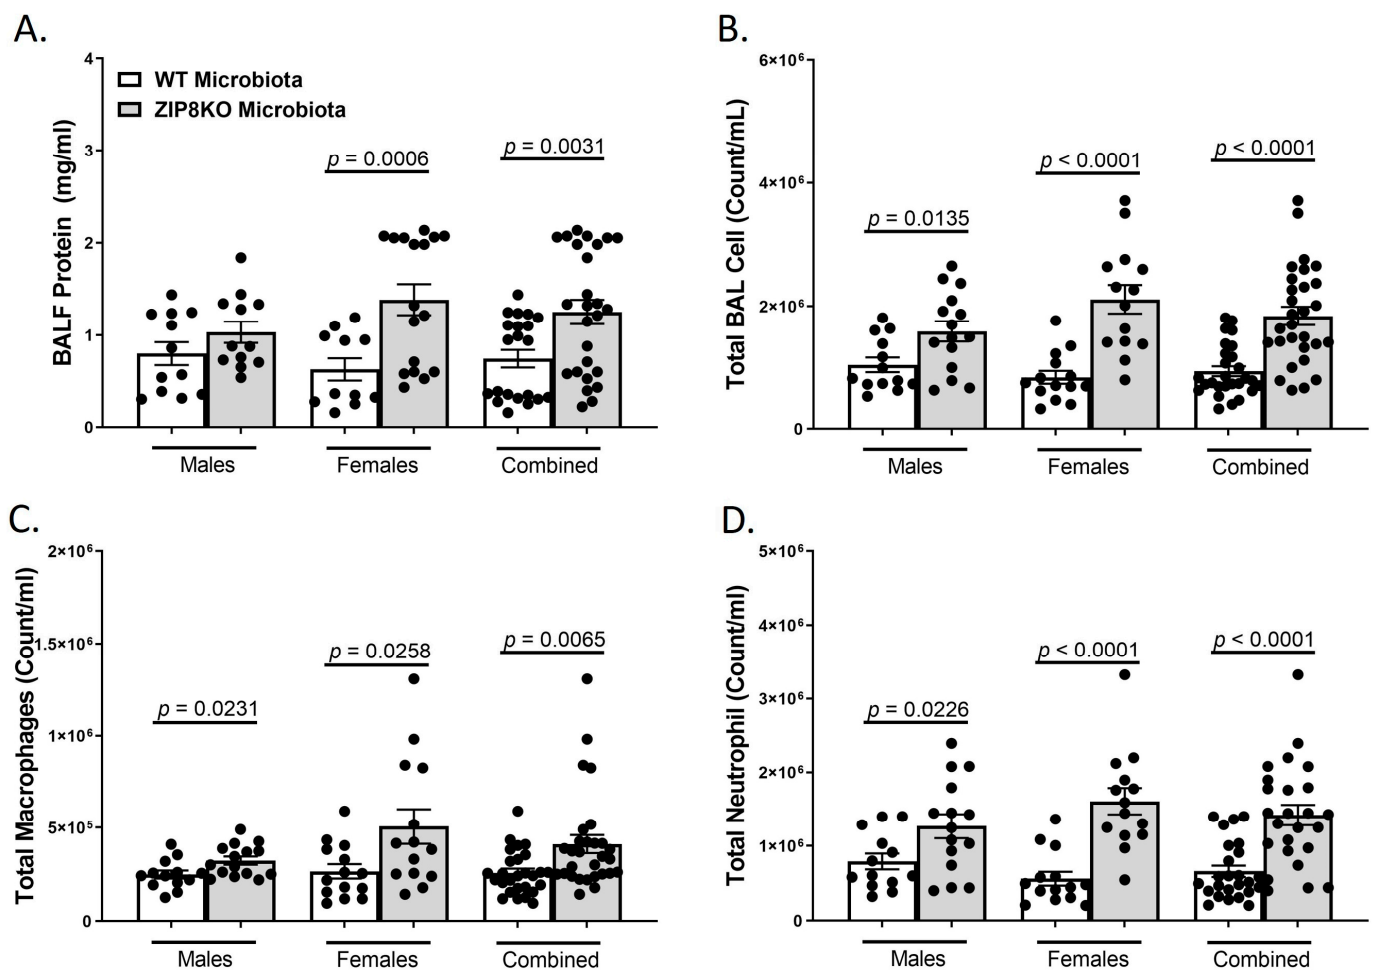 A.
BALF Protein (mg/ml)
4
3
2
1
0
WT Microbiota
ZIP8KO Microbiota
p = 0.0006
p = 0.0031
Males
Females
Combined
B.
Total BAL Cell (Count/mL)
6×10⁶
4×10⁶
2×10⁶
0
p = 0.0135
p < 0.0001
p < 0.0001
Males
Females
Combined
C.
Total Macrophages (Count/ml)
2×10⁶
1.5×10⁶
1×10⁶
5×10⁵
0
p = 0.0231
p = 0.0258
p = 0.0065
Males
Females
Combined
D.
Total Neutrophil (Count/ml)
5×10⁶
4×10⁶
3×10⁶
2×10⁶
1×10⁶
0
p = 0.0226
p < 0.0001
p < 0.0001
Males
Females
Combined